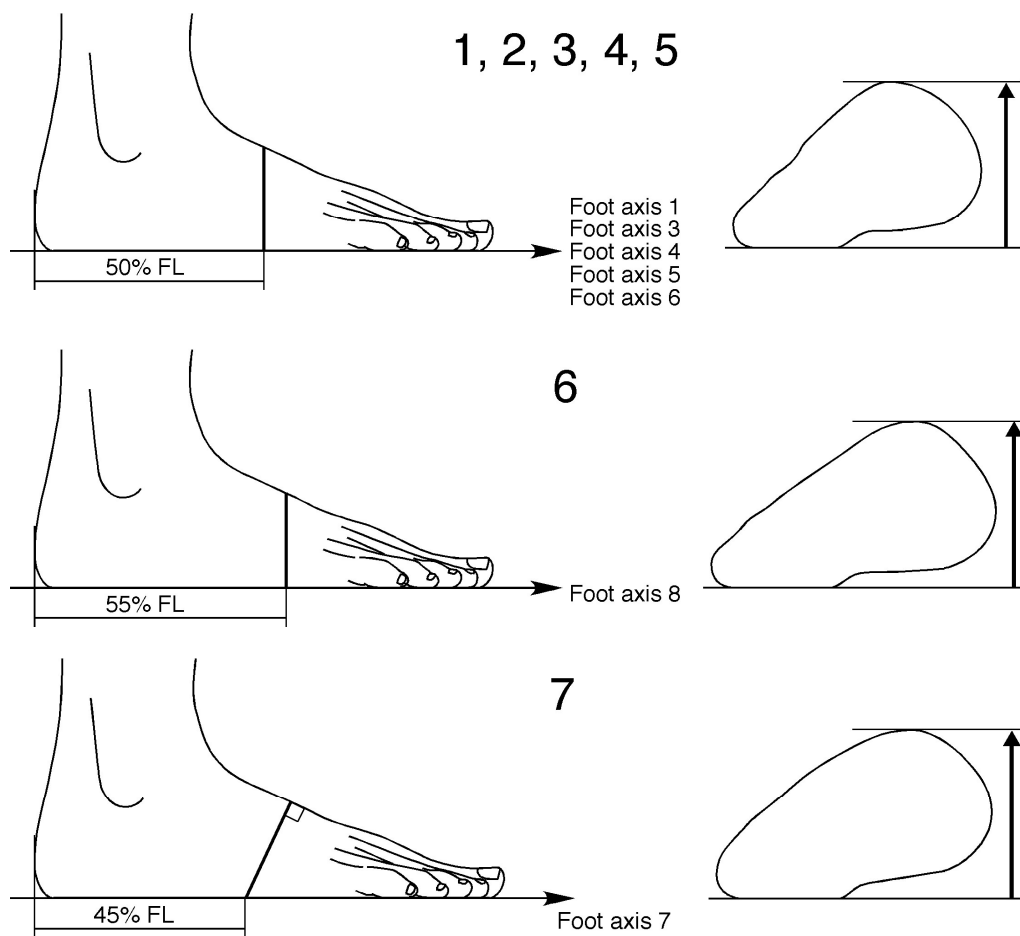 1, 2, 3, 4, 5
Foot axis 1
Foot axis 3
Foot axis 4
Foot axis 5
Foot axis 6
50% FL
6
Foot axis 8
55% FL
7
Foot axis 7
45% FL